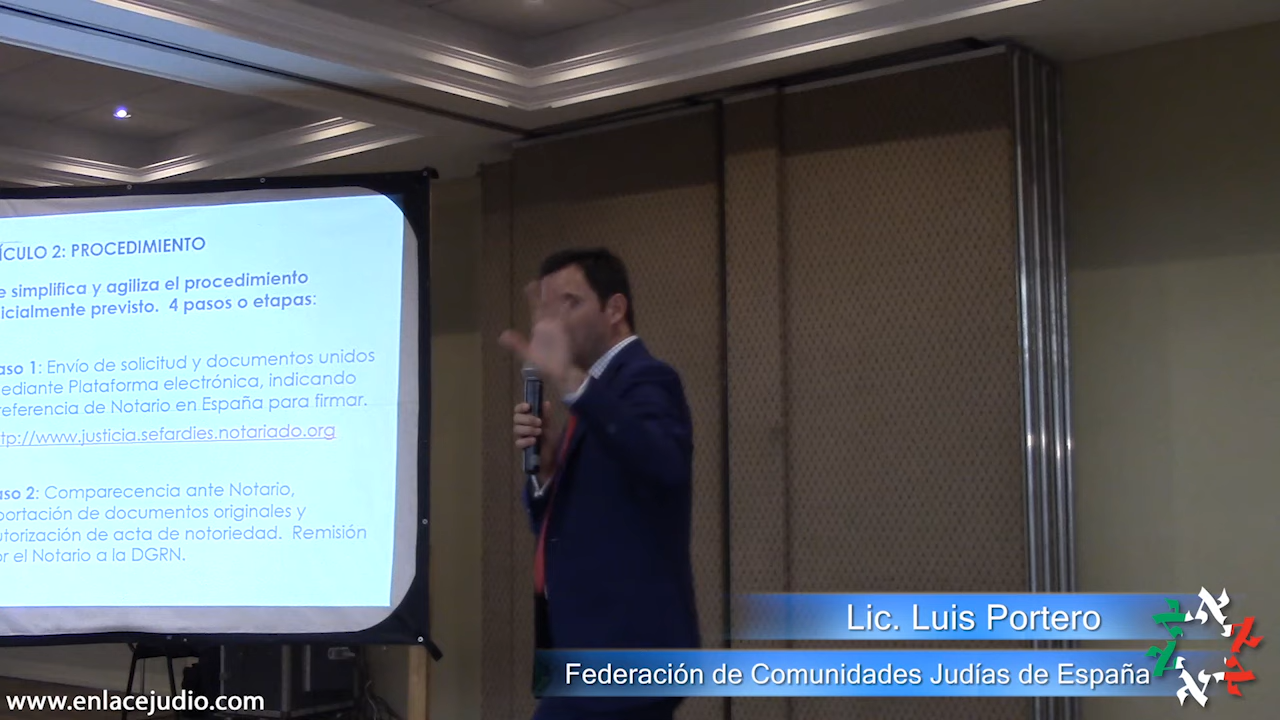 ÍCULO 2: PROCEDIMIENTO
e simplifica y agiliza el procedimiento
icialmente previsto. 4 pasos o etapas:
aso 1: Envío de solicitud y documentos unidos
ediante Plataforma electrónica, indicando
referencia de Notario en España para firmar.
tp://www.justicia.sefardies.notariado.org
aso 2: Comparecencia ante Notario,
portación de documentos originales y
utorización de acta de notoriedad. Remisión
or el Notario a la DGRN.
Lic. Luis Portero
Federación de Comunidades Judías de España
www.enlacejudio.com
א א א א א א